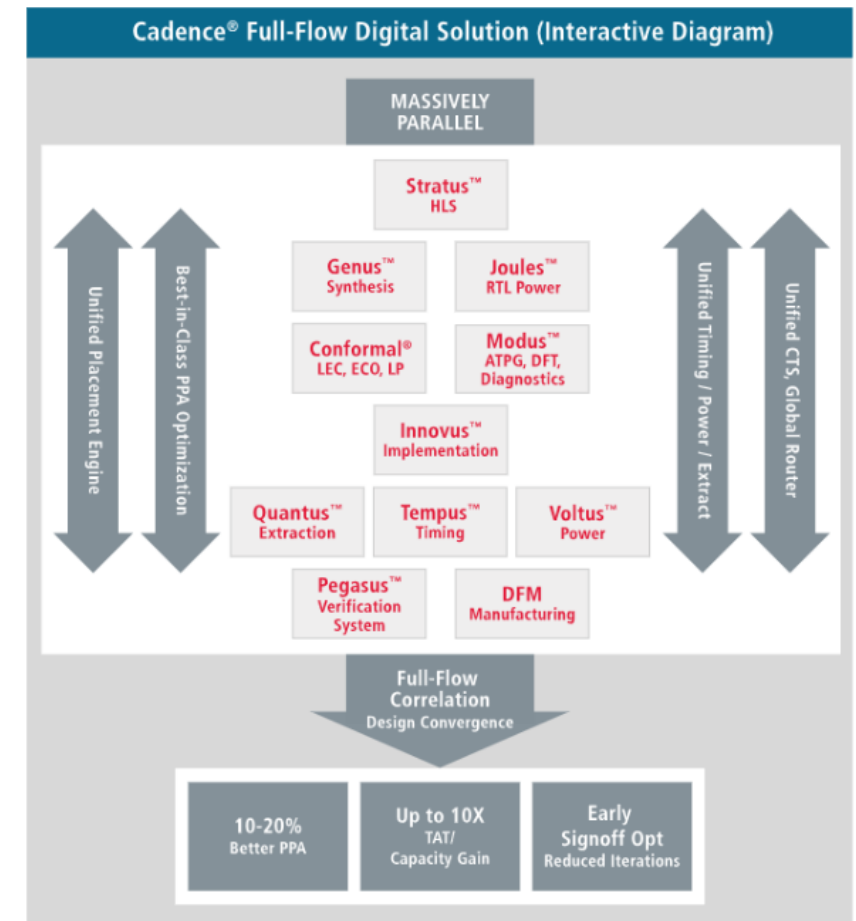 Cadence® Full-Flow Digital Solution (Interactive Diagram)
MASSIVELY
PARALLEL
Stratus™
HLS
Genus™
Synthesis
Joules™
RTL Power
Conformal®
LEC, ECO, LP
Modus™
ATPG, DFT,
Diagnostics
Innovus™
Implementation
Quantus™
Extraction
Tempus™
Timing
Voltus™
Power
Pegasus™
Verification
System
DFM
Manufacturing
Unified Placement Engine
Best-in-Class PPA Optimization
Unified Timing / Power / Extract
Unified CTS, Global Router
Full-Flow
Correlation
Design Convergence
10-20%
Better PPA
Up to 10X
TAT/
Capacity Gain
Early
Signoff Opt
Reduced Iterations